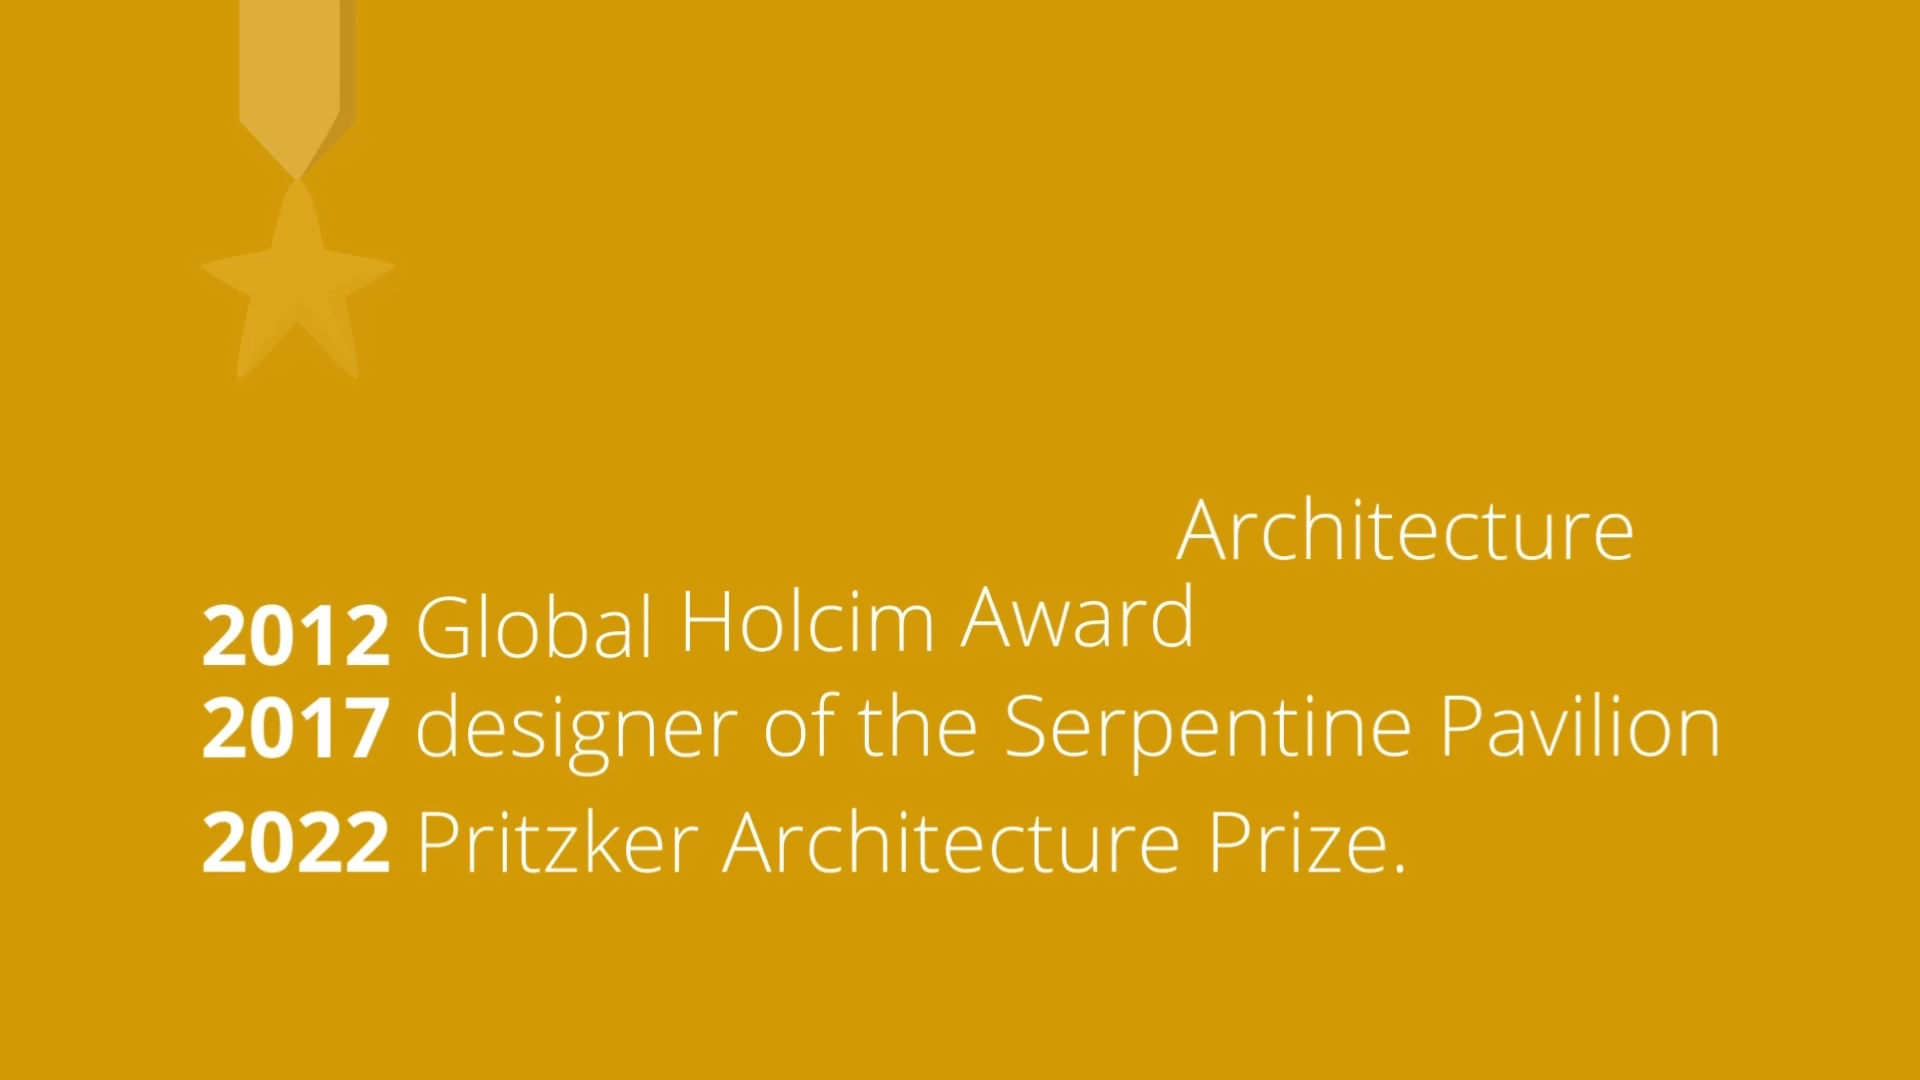 Architecture
2012 Global Holcim Award
2017 designer of the Serpentine Pavilion
2022 Pritzker Architecture Prize.